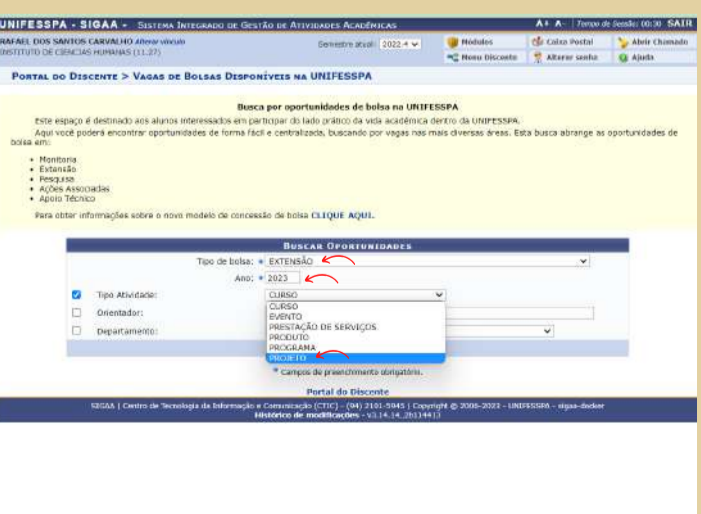 UNIFESSPA - SIGAA - Sistema Integrado de Gestão de Atividades Acadêmicas
A+ A- Tempo de Sessão: 00:30 SAIR
RAFAEL DOS SANTOS CARVALHO Alterar vínculo
INSTITUTO DE CIENCIAS HUMANAS (11.27)
Semestre atual: 2022.4
Módulos
Caixa Postal
Abrir Chamado
Menu Discente
Alterar senha
Ajuda
Portal do Discente > Vagas de Bolsas Disponíveis na UNIFESSPA
Busca por oportunidades de bolsa na UNIFESSPA
Este espaço é destinado aos alunos interessados em participar do lado prático da vida acadêmica dentro da UNIFESSPA.
Aqui você poderá encontrar oportunidades de forma fácil e centralizada, buscando por vagas nas mais diversas áreas. Esta busca abrange as oportunidades de
bolsa em:
• Monitoria
• Extensão
• Pesquisa
• Ações Associadas
• Apoio Técnico
Para obter informações sobre o novo modelo de concessão de bolsa CLIQUE AQUI.
Buscar Oportunidades
Tipo de bolsa: EXTENSÃO
Ano: 2023
Tipo Atividade: CURSO
CURSO
Orientador:
EVENTO
PRESTAÇÃO DE SERVIÇOS
Departamento:
PRODUTO
PROGRAMA
PROJETO
* Campos de preenchimento obrigatório.
Portal do Discente
SIGAA | Centro de Tecnologia da Informação e Comunicação (CTIC) - (94) 2101-5945 | Copyright © 2006-2023 - UNIFESSPA - sigaa-docker
Histórico de modificações -